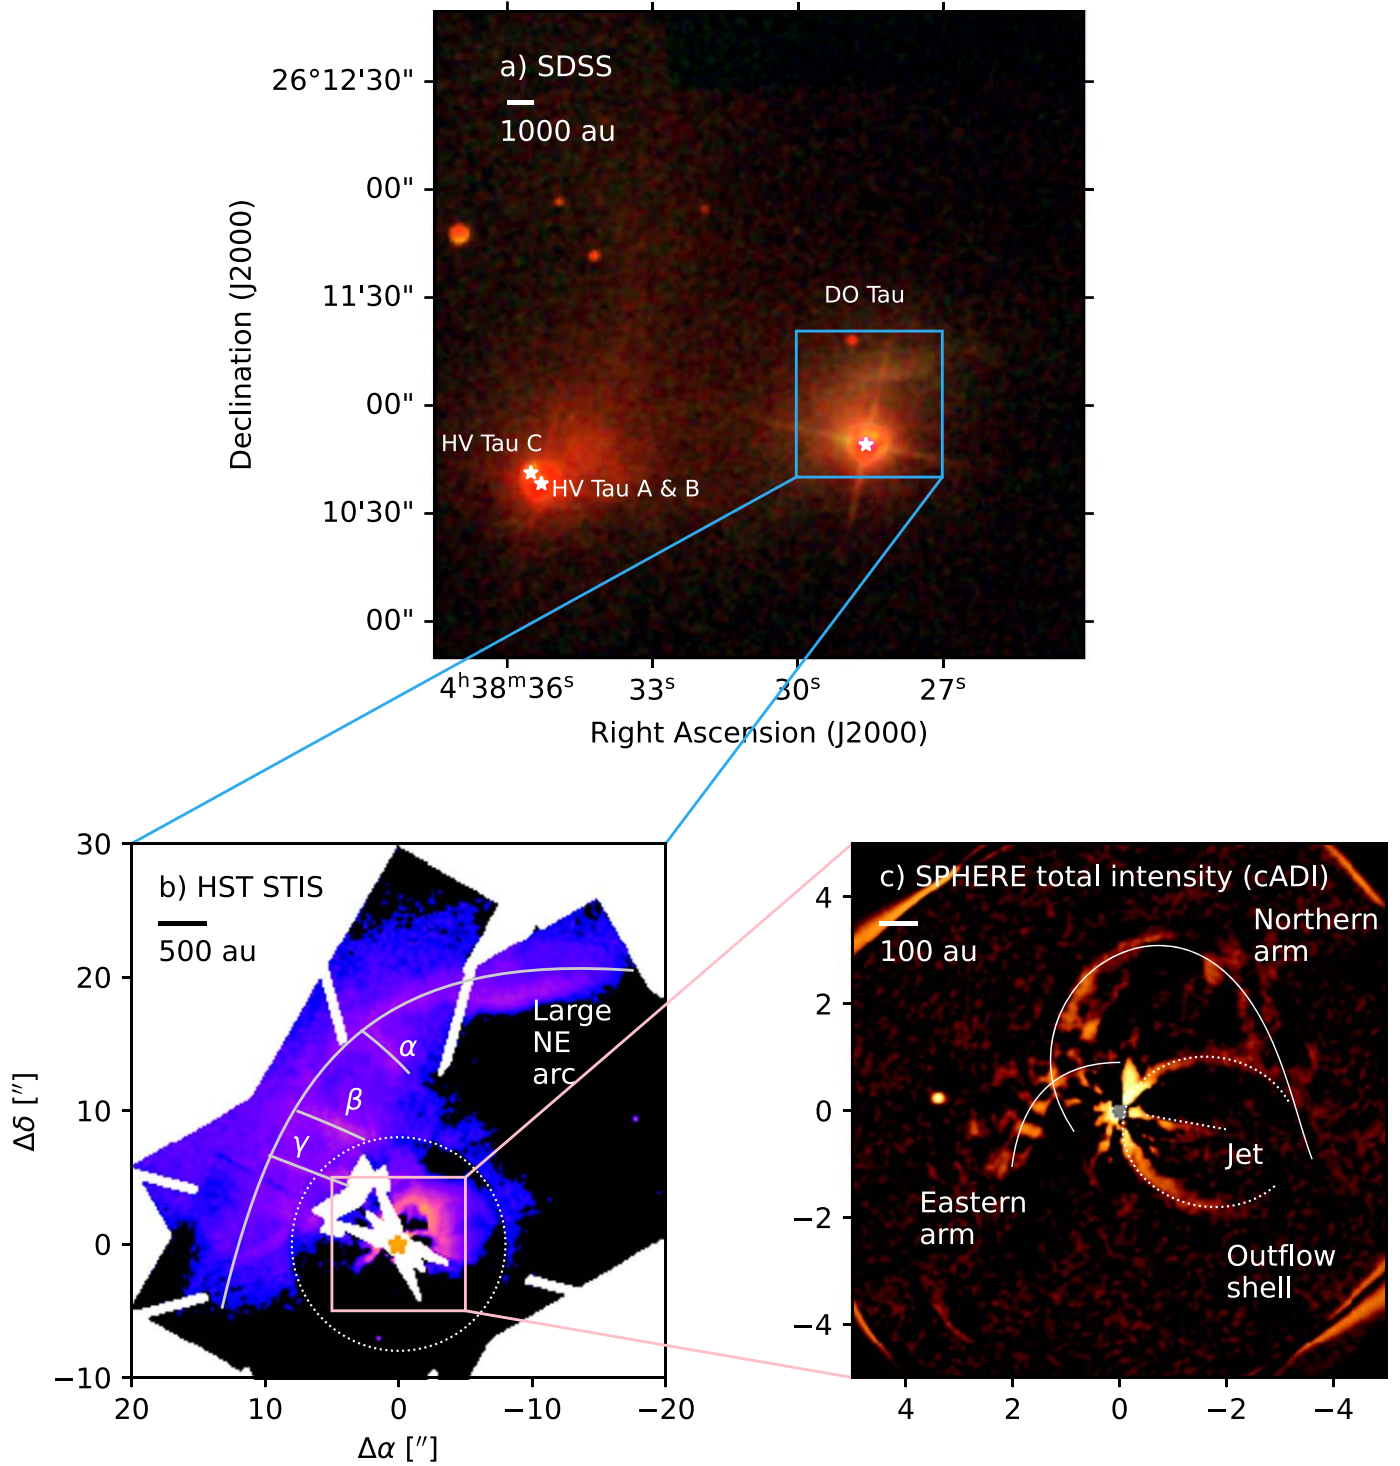 a) SDSS
1000 au
26°12'30"
00"
11'30"
00"
10'30"
00"
Declination (J2000)
DO Tau
HV Tau C
HV Tau A & B
4ʰ38ᵐ36ˢ 33ˢ 30ˢ 27ˢ
Right Ascension (J2000)
b) HST STIS
500 au
30
20
10
0
−10
Δδ [″]
Large
NE
arc
α
β
γ
20 10 0 −10 −20
Δα [″]
c) SPHERE total intensity (cADI)
100 au
Northern
arm
4
2
0
−2
−4
Jet
Eastern
arm
Outflow
shell
4 2 0 −2 −4